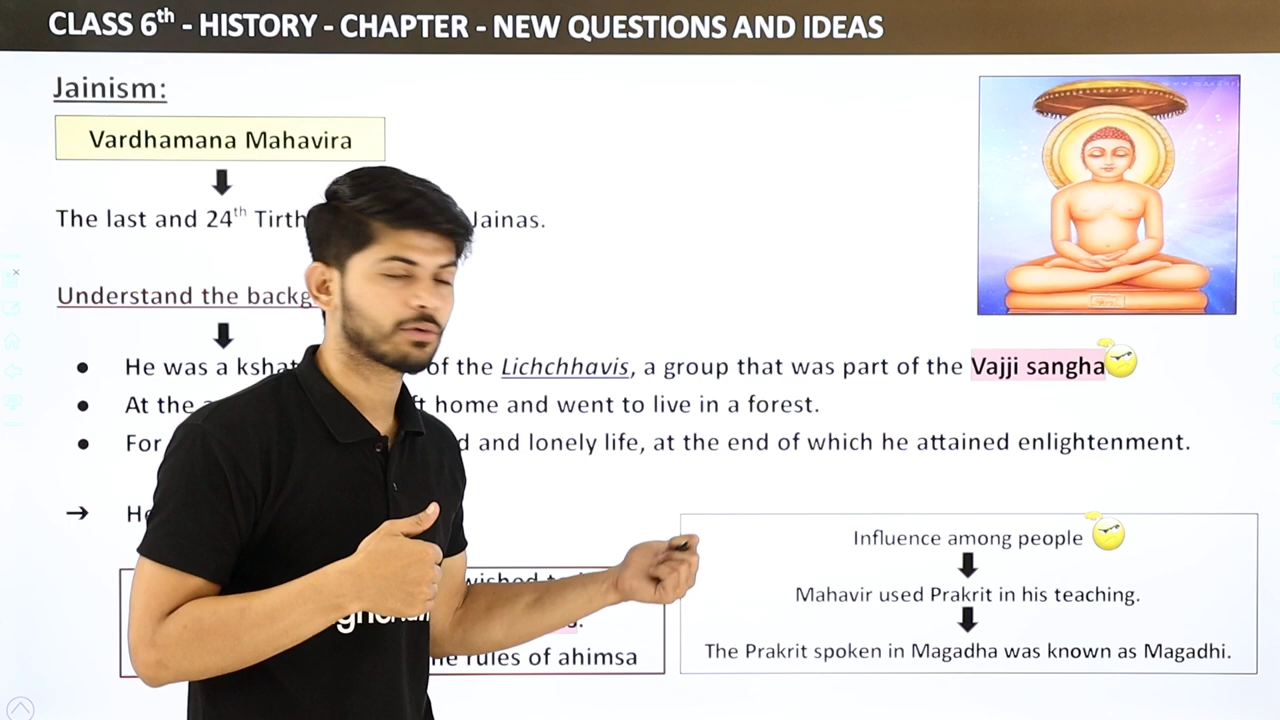 CLASS 6th - HISTORY - CHAPTER - NEW QUESTIONS AND IDEAS
Jainism:
Vardhamana Mahavira
The last and 24th Tirth Jainas.
Understand the backg
He was a kshat of the Lichchhavis, a group that was part of the Vajji sangha
At the ft home and went to live in a forest.
For d and lonely life, at the end of which he attained enlightenment.
He
wished t
s.
he rules of ahimsa
Influence among people
Mahavir used Prakrit in his teaching.
The Prakrit spoken in Magadha was known as Magadhi.